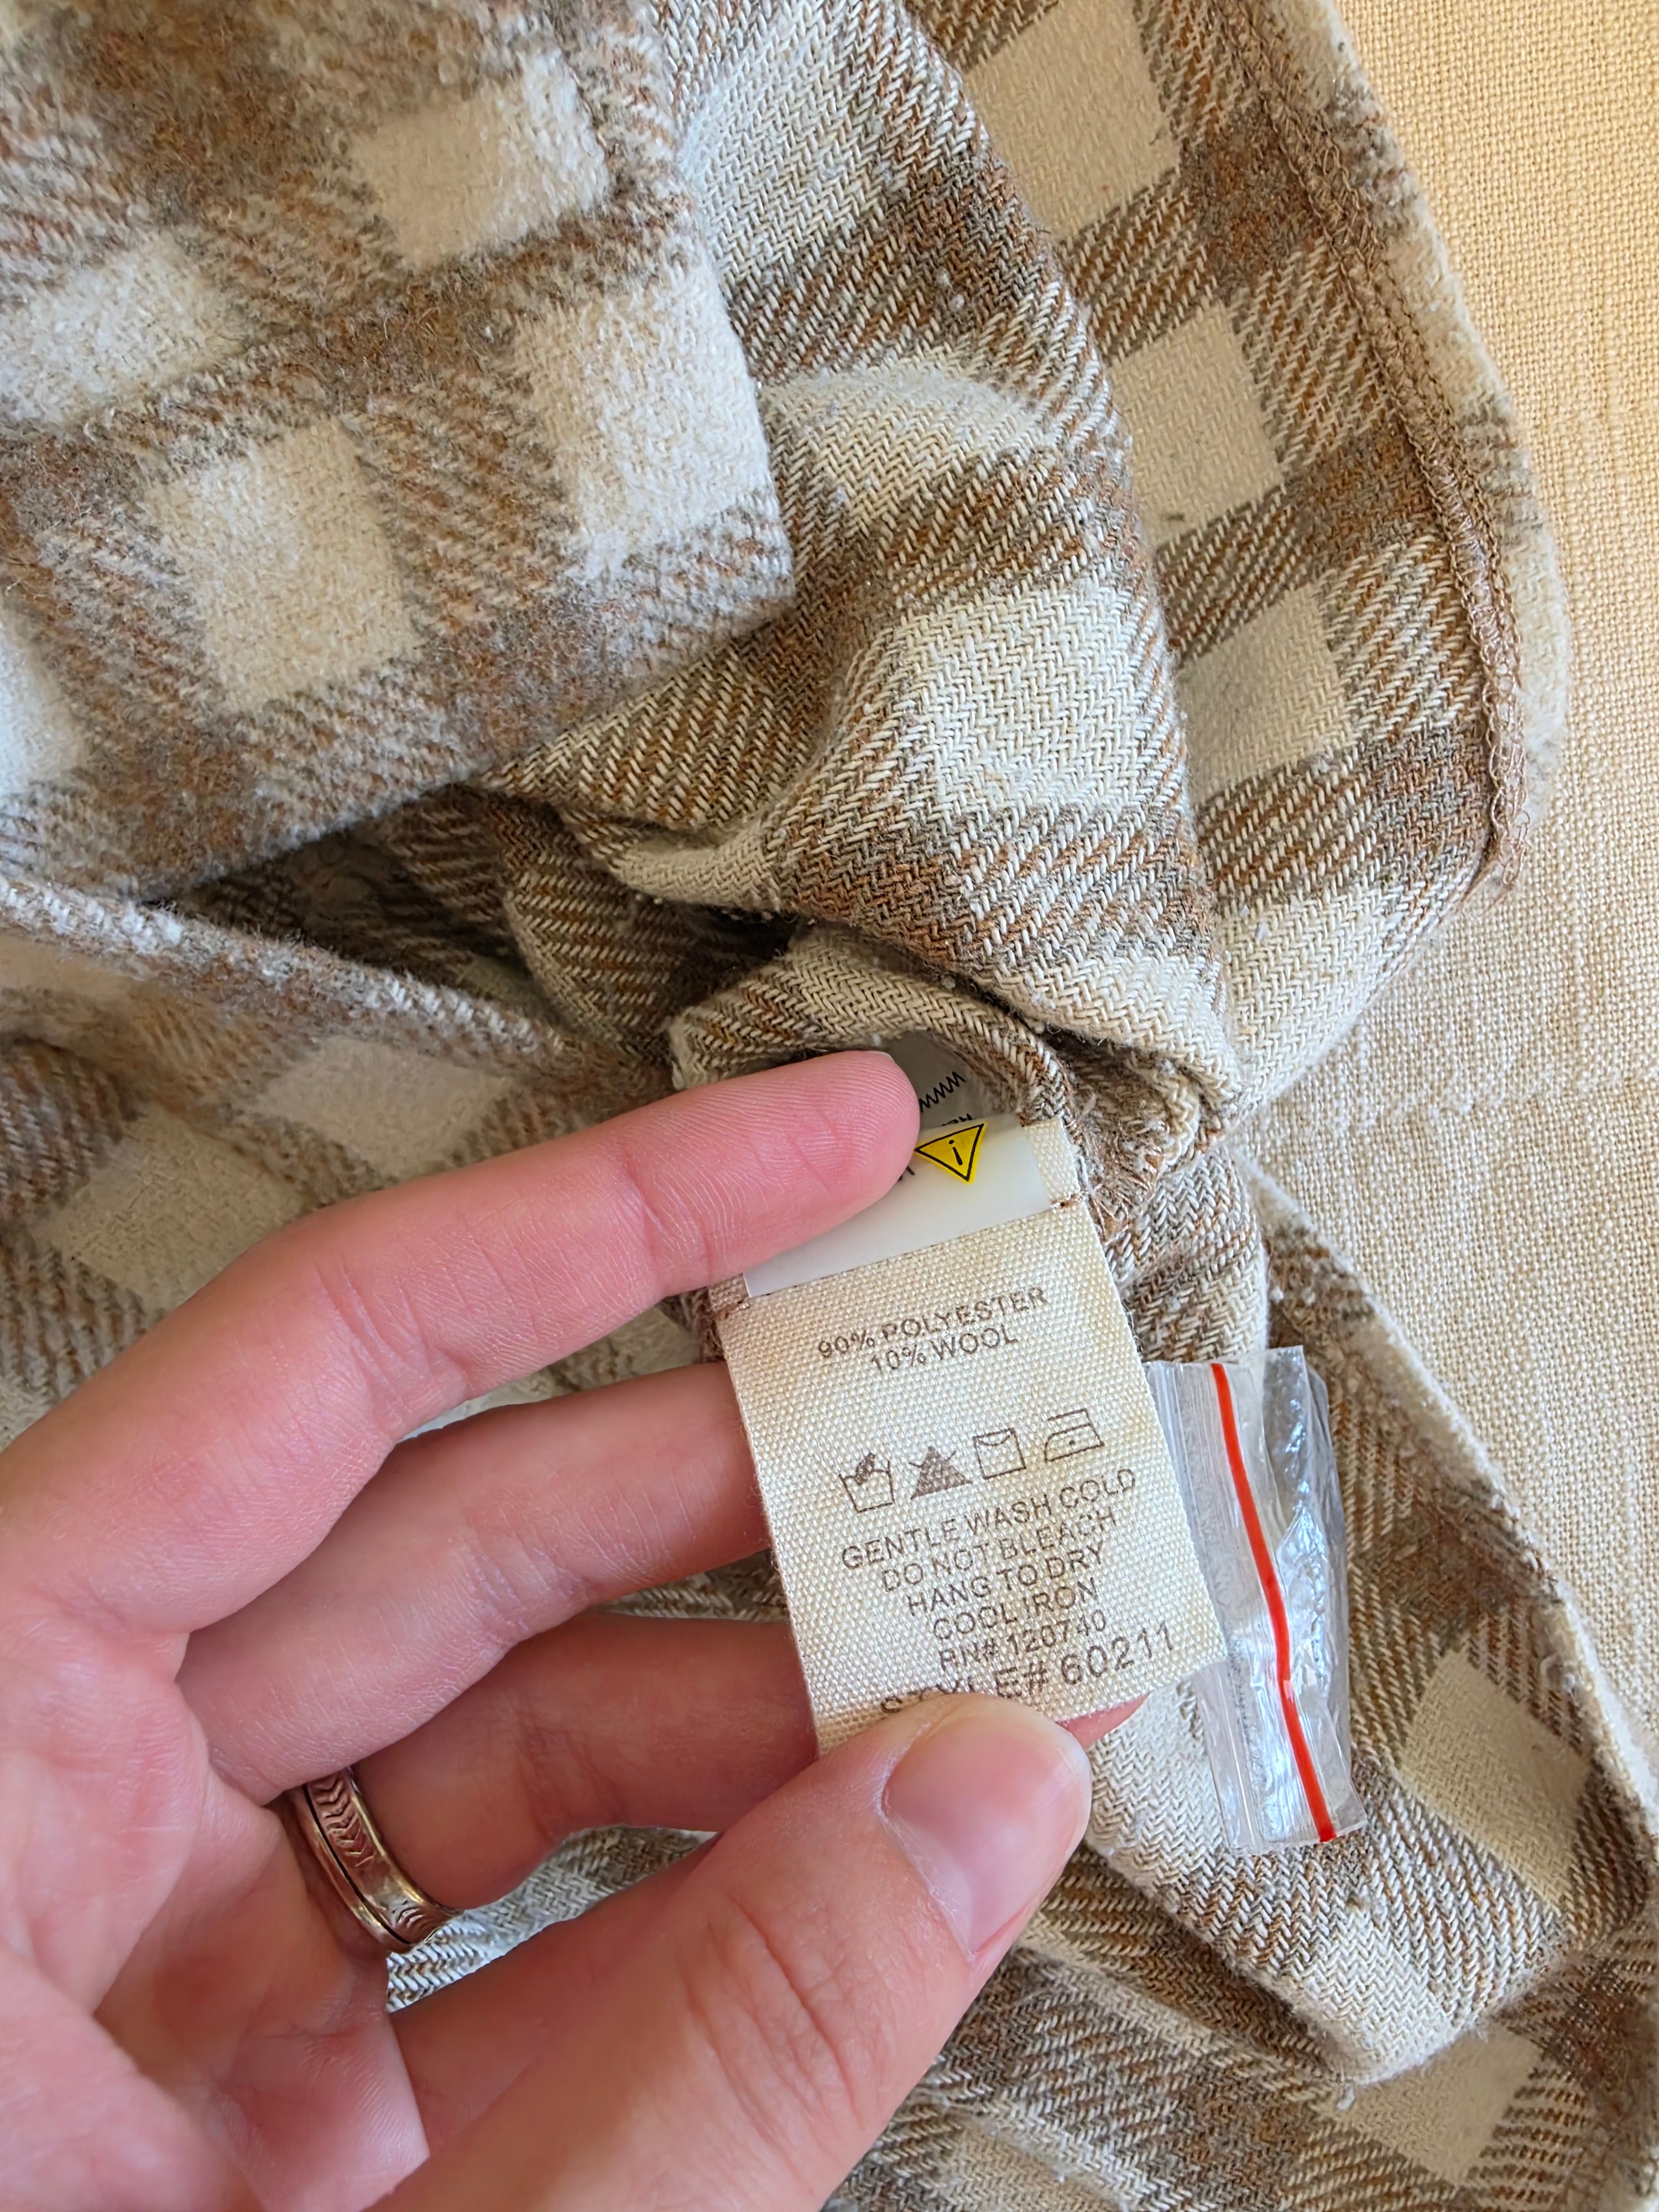 90% POLYESTER
10% WOOL
GENTLE WASH COLD
DO NOT BLEACH
HANG TO DRY
COOL IRON
RN# 120740
STYLE# 60211